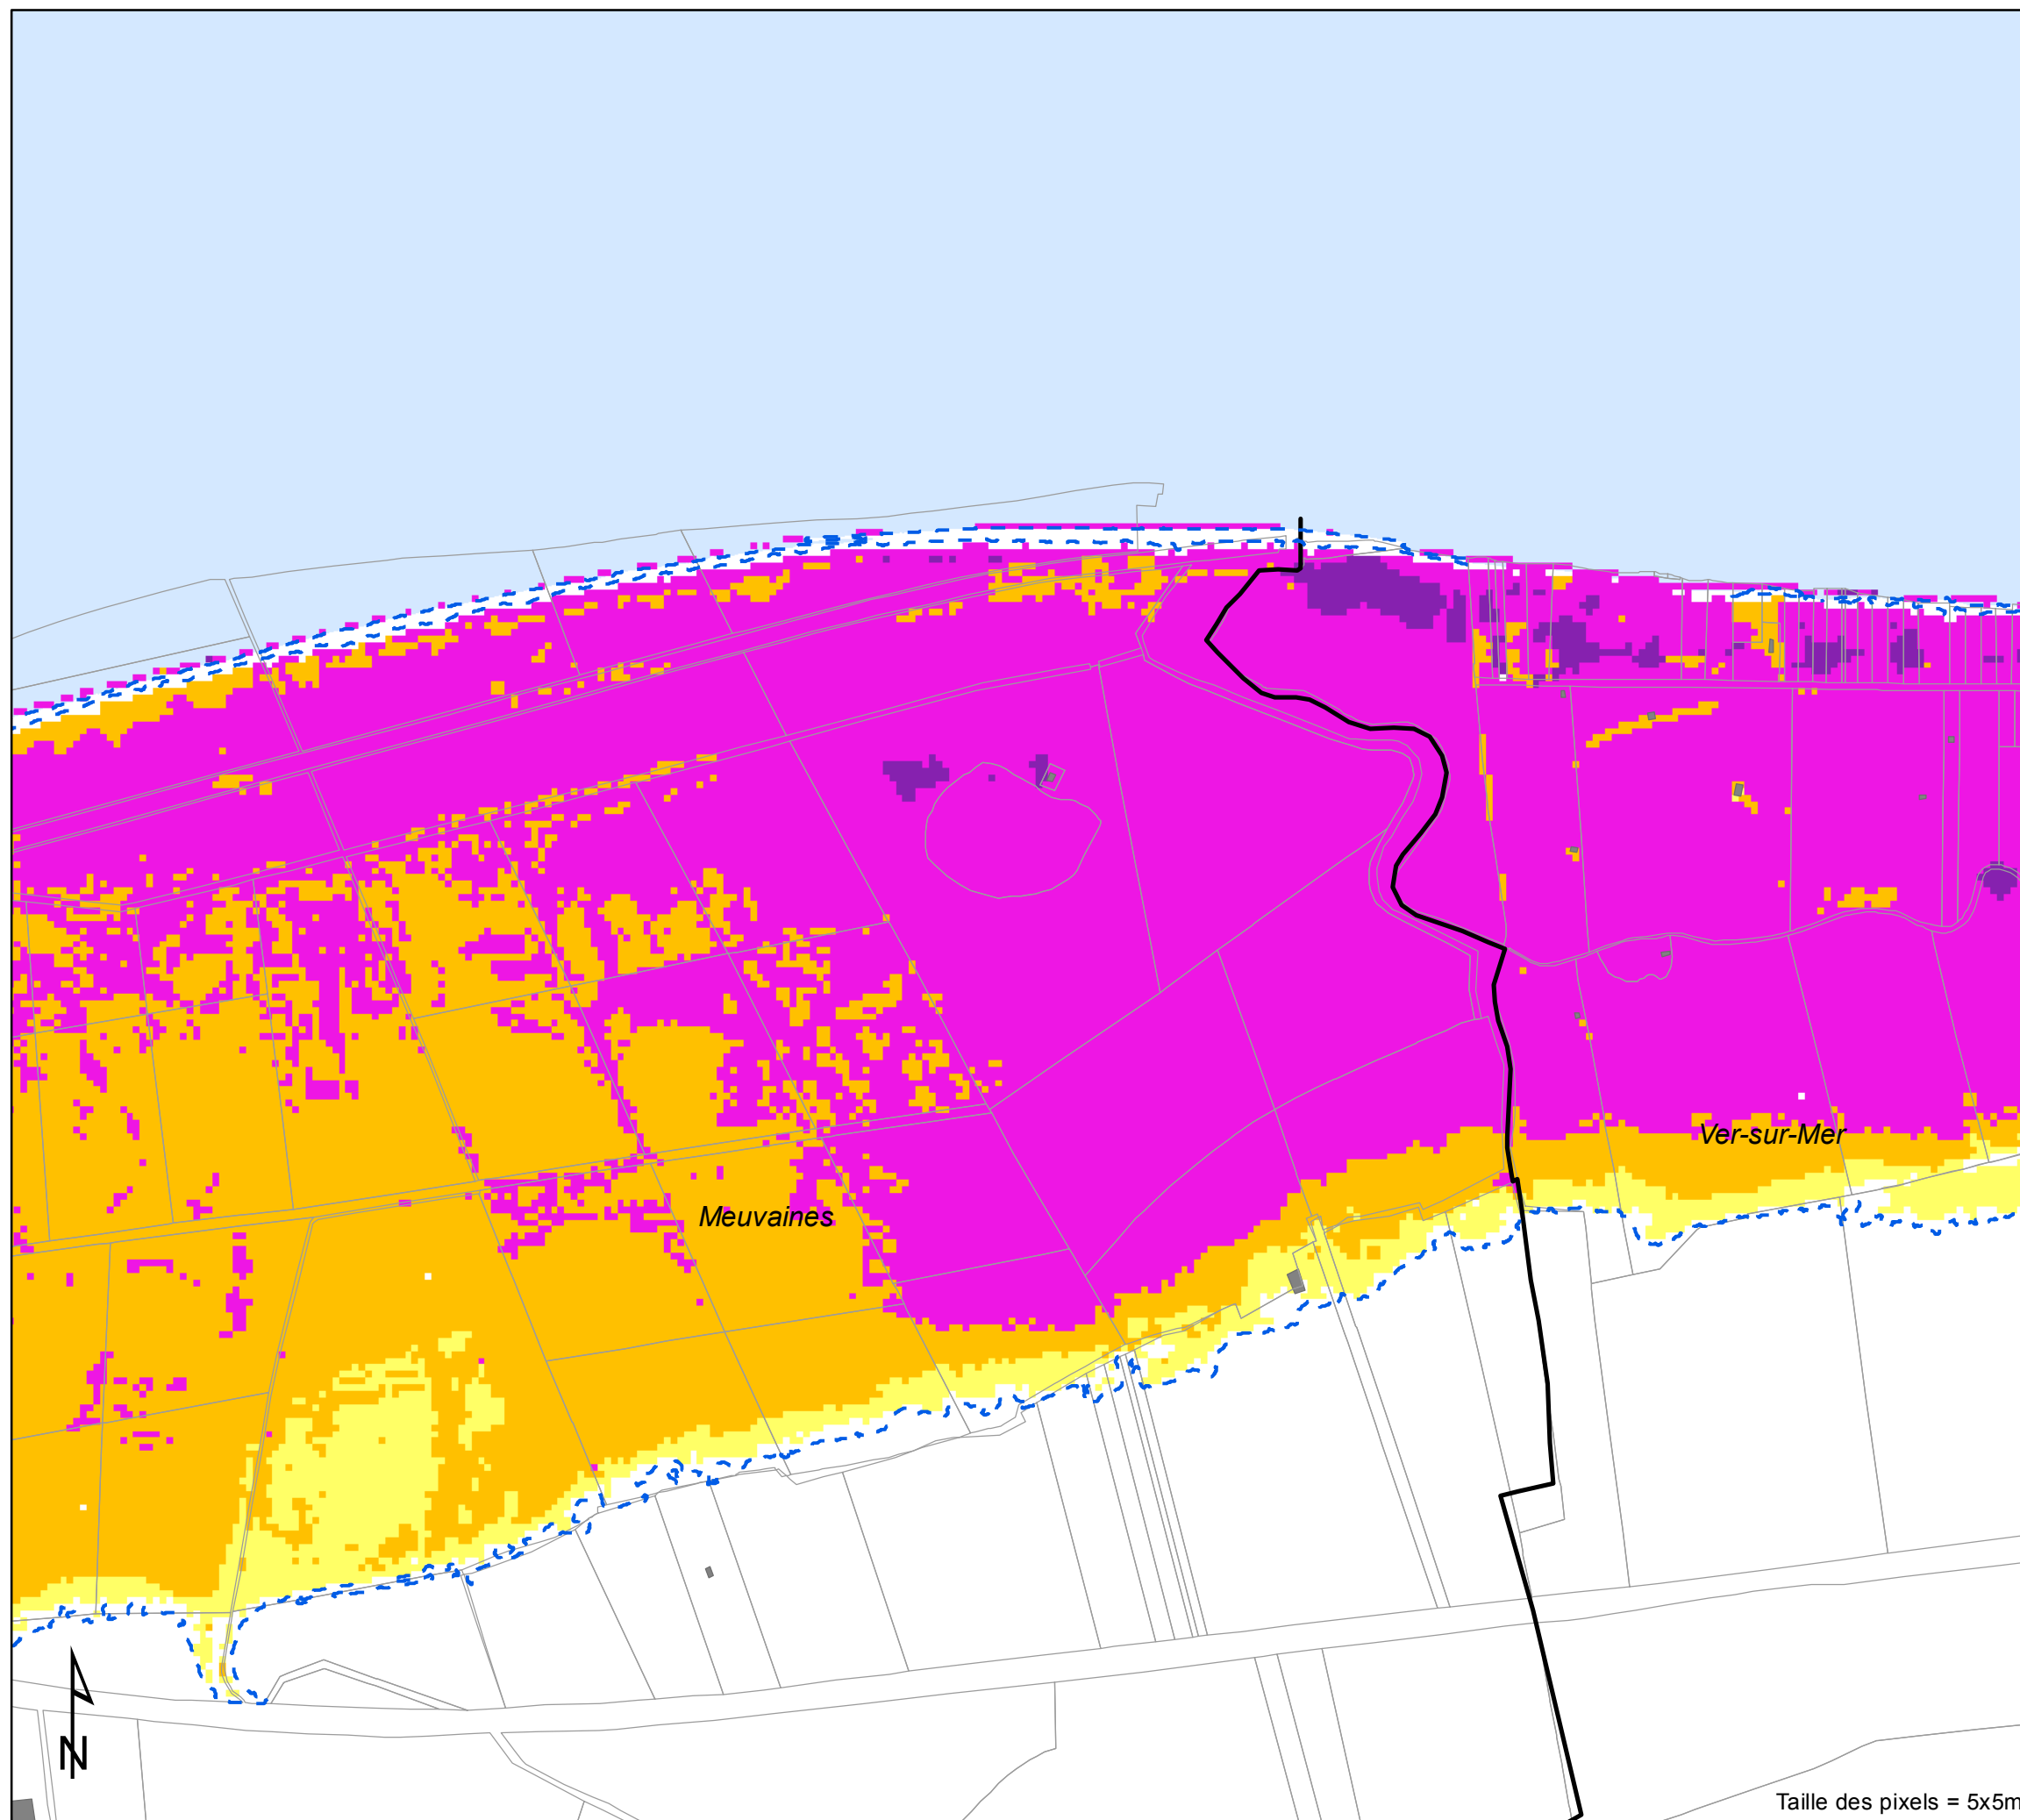 Ver-sur-Mer
Meuvaines
N
Taille des pixels = 5x5m